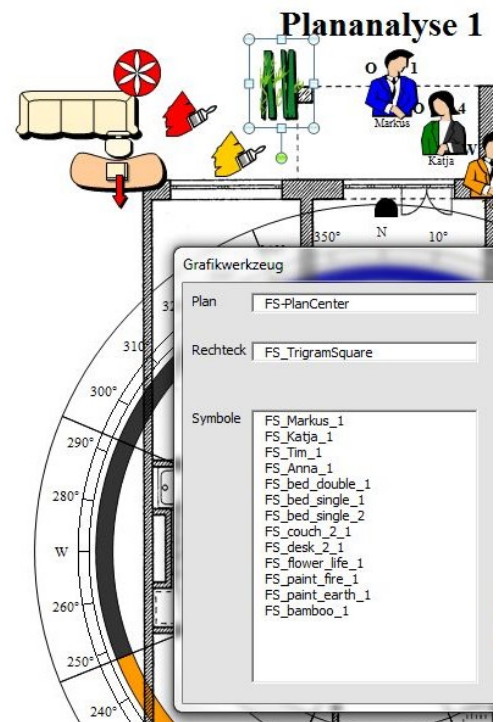 Plananalyse 1
O 1
Markus
O 4
Katja
W
350° N 10°
Grafikwerkzeug
Plan FS-PlanCenter
Rechteck FS_TrigramSquare
Symbole FS_Markus_1
FS_Katja_1
FS_Tim_1
FS_Anna_1
FS_bed_double_1
FS_bed_single_1
FS_bed_single_2
FS_couch_2_1
FS_desk_2_1
FS_flower_life_1
FS_paint_fire_1
FS_paint_earth_1
FS_bamboo_1
310°
300°
290°
280°
W
260°
250°
240°